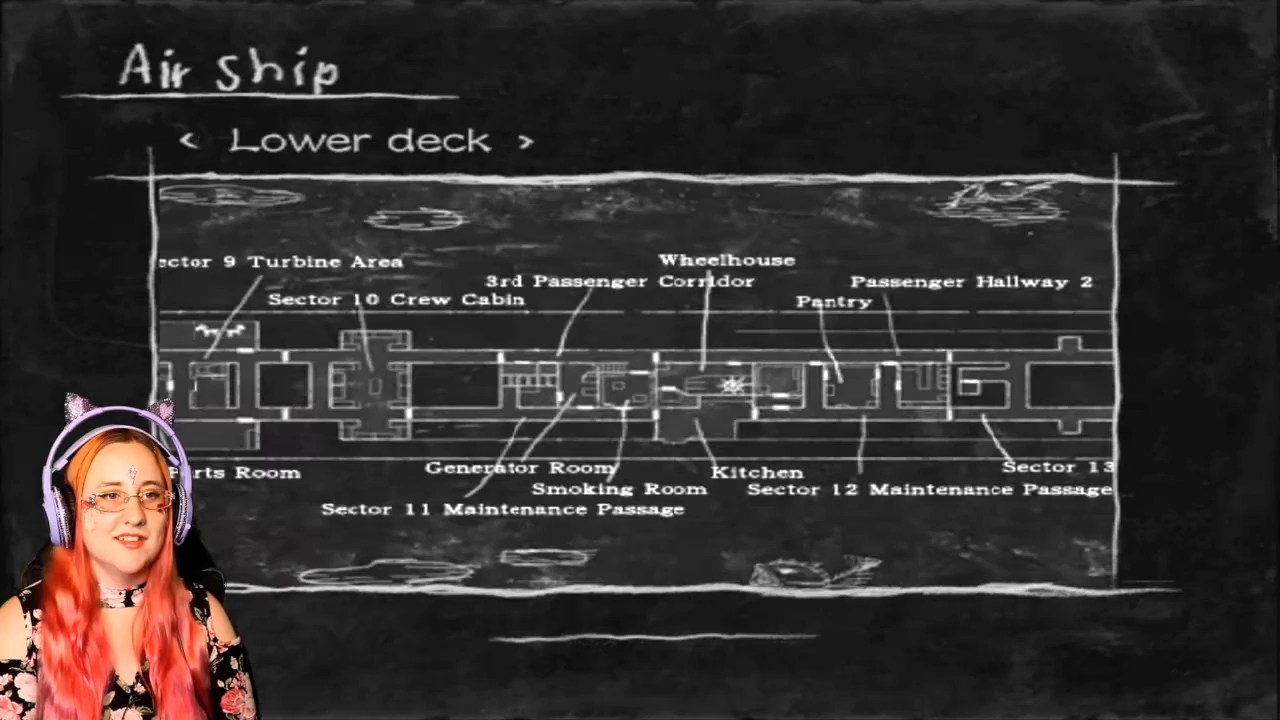 Air ship
< Lower deck >
Wheelhouse
ector 9 Turbine Area
3rd Passenger Corridor
Passenger Hallway 2
Sector 10 Crew Cabin
Pantry
Generator Room
Sector 13
Parts Room
Kitchen
Smoking Room
Sector 12 Maintenance Passage
Sector 11 Maintenance Passage